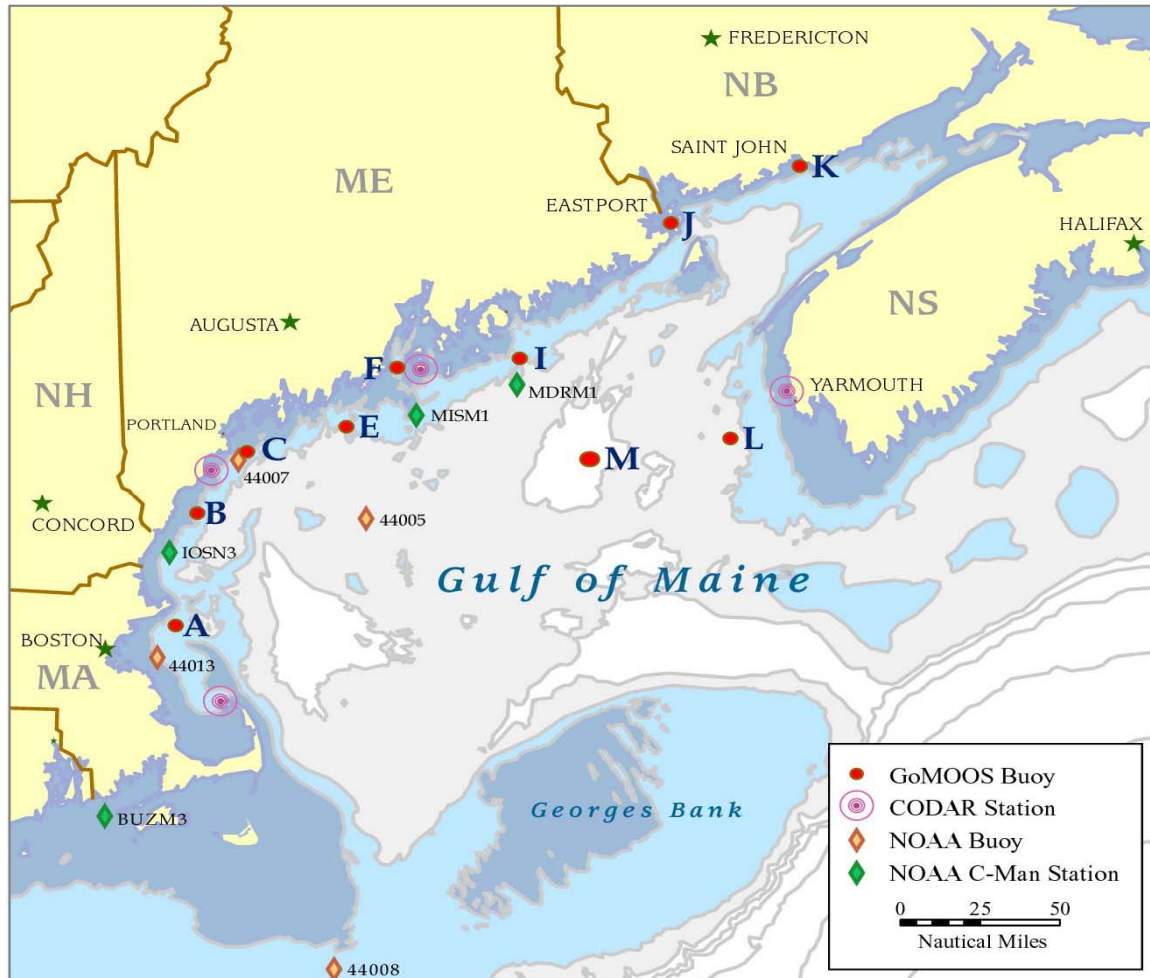 FREDERICTON
NB
SAINT JOHN
K
ME
EASTPORT
J
HALIFAX
NS
AUGUSTA
F
I
YARMOUTH
NH
MDRM1
PORTLAND
MISM1
E
L
C
M
44007
B
44005
CONCORD
IOSN3
Gulf of Maine
A
BOSTON
44013
MA
GoMOOS Buoy
CODAR Station
Georges Bank
BUZM3
NOAA Buoy
NOAA C-Man Station
0 25 50
Nautical Miles
44008